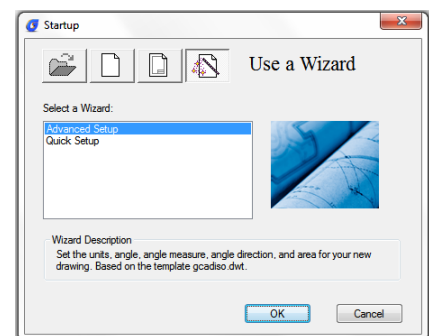 Startup
Use a Wizard
Select a Wizard:
Advanced Setup
Quick Setup
Wizard Description
Set the units, angle, angle measure, angle direction, and area for your new
drawing. Based on the template gcadiso.dwt.
OK
Cancel